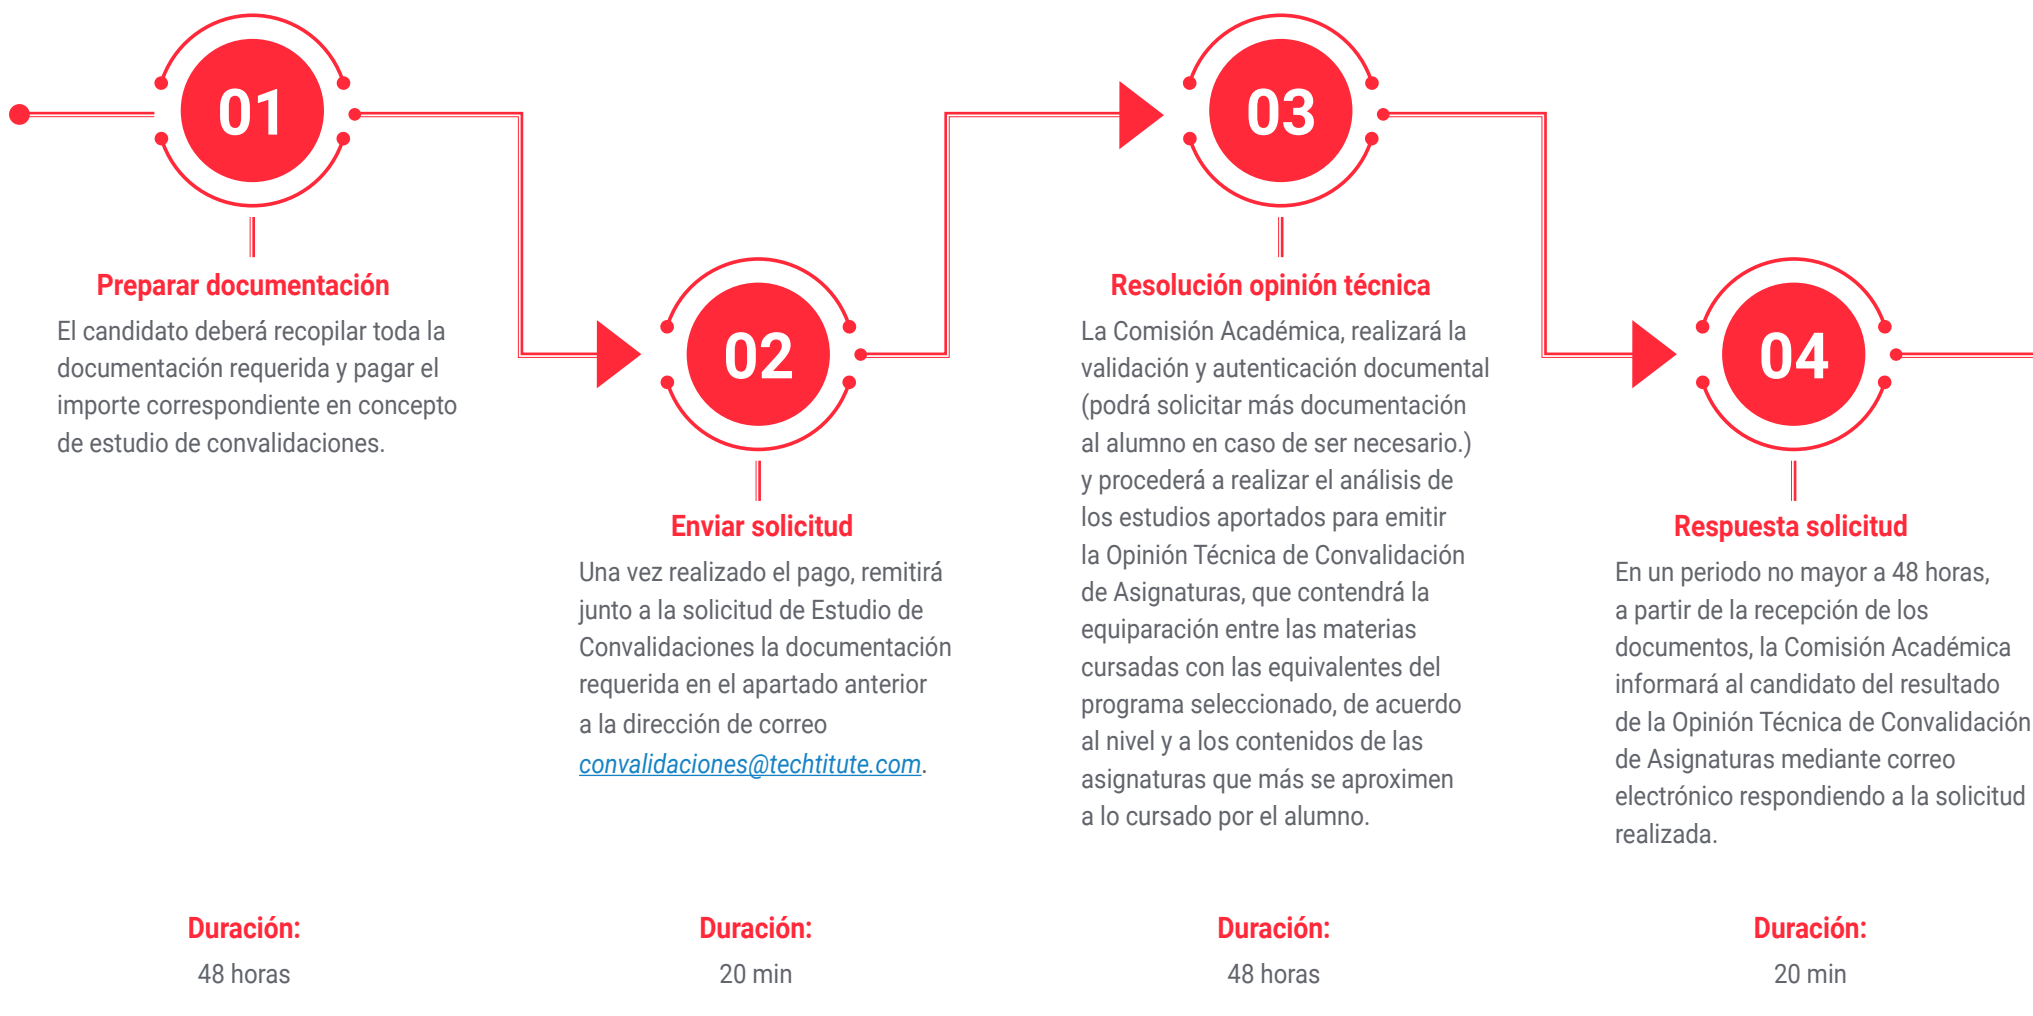 01
Preparar documentación
El candidato deberá recopilar toda la
documentación requerida y pagar el
importe correspondiente en concepto
de estudio de convalidaciones.
Duración:
48 horas
02
Enviar solicitud
Una vez realizado el pago, remitirá
junto a la solicitud de Estudio de
Convalidaciones la documentación
requerida en el apartado anterior
a la dirección de correo
convalidaciones@techtitute.com.
Duración:
20 min
03
Resolución opinión técnica
La Comisión Académica, realizará la
validación y autenticación documental
(podrá solicitar más documentación
al alumno en caso de ser necesario.)
y procederá a realizar el análisis de
los estudios aportados para emitir
la Opinión Técnica de Convalidación
de Asignaturas, que contendrá la
equiparación entre las materias
cursadas con las equivalentes del
programa seleccionado, de acuerdo
al nivel y a los contenidos de las
asignaturas que más se aproximen
a lo cursado por el alumno.
Duración:
48 horas
04
Respuesta solicitud
En un periodo no mayor a 48 horas,
a partir de la recepción de los
documentos, la Comisión Académica
informará al candidato del resultado
de la Opinión Técnica de Convalidación
de Asignaturas mediante correo
electrónico respondiendo a la solicitud
realizada.
Duración:
20 min